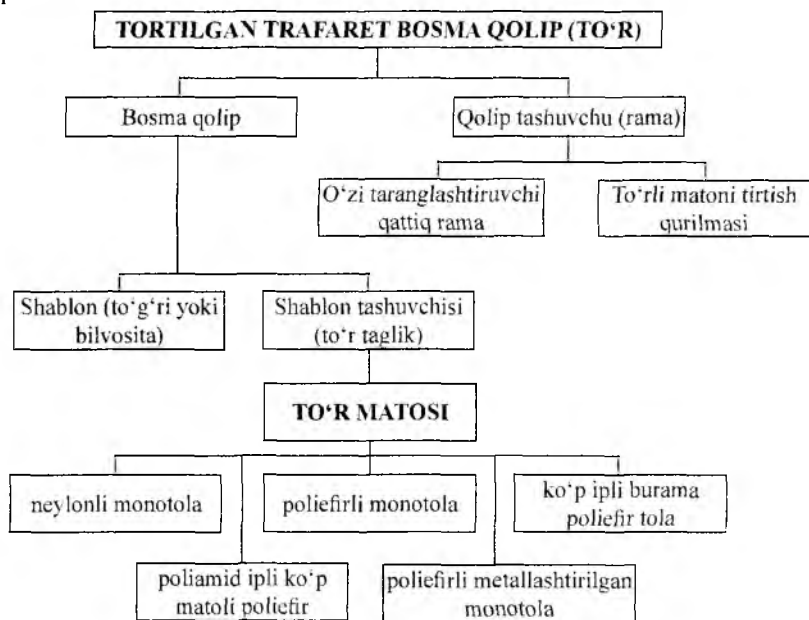 TORTILGAN TRAFARET BOSMA QOLIP (TO‘R)
Bosma qolip
Qolip tashuvchu (rama)
O‘zi taranglashtiruvchi
qattiq rama
To‘rli matoni tirtish
qurilmasi
Shablon (to‘g‘ri yoki
bilvosita)
Shablon tashuvchisi
(to‘r taglik)
TO‘R MATOSI
neylonli monotola
poliefirli monotola
ko‘p ipli burama
poliefir tola
poliamid ipli ko‘p
matoli poliefir
poliefirli metallashtirilgan
monotola